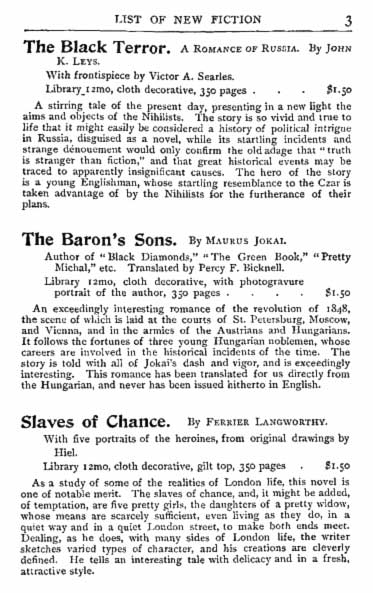 LIST OF NEW FICTION 3
The Black Terror. A ROMANCE OF RUSSIA. By JOHN
K. LEYS.
With frontispiece by Victor A. Searles.
Library 12mo, cloth decorative, 350 pages . . . $1.50
A stirring tale of the present day, presenting in a new light the
aims and objects of the Nihilists. The story is so vivid and true to
life that it might easily be considered a history of political intrigue
in Russia, disguised as a novel, while its startling incidents and
strange dénouement would only confirm the old adage that "truth
is stranger than fiction," and that great historical events may be
traced to apparently insignificant causes. The hero of the story
is a young Englishman, whose startling resemblance to the Czar is
taken advantage of by the Nihilists for the furtherance of their
plans.
The Baron's Sons. By MAURUS JOKAI.
Author of "Black Diamonds," "The Green Book," "Pretty
Michal," etc. Translated by Percy F. Bicknell.
Library 12mo, cloth decorative, with photogravure
portrait of the author, 350 pages . . . $1.50
An exceedingly interesting romance of the revolution of 1848,
the scene of which is laid at the courts of St. Petersburg, Moscow,
and Vienna, and in the armies of the Austrians and Hungarians.
It follows the fortunes of three young Hungarian noblemen, whose
careers are involved in the historical incidents of the time. The
story is told with all of Jokai's dash and vigor, and is exceedingly
interesting. This romance has been translated for us directly from
the Hungarian, and never has been issued hitherto in English.
Slaves of Chance. By FERRIER LANGWORTHY.
With five portraits of the heroines, from original drawings by
Hiel.
Library 12mo, cloth decorative, gilt top, 350 pages . $1.50
As a study of some of the realities of London life, this novel is
one of notable merit. The slaves of chance, and, it might be added,
of temptation, are five pretty girls, the daughters of a pretty widow,
whose means are scarcely sufficient, even living as they do, in a
quiet way and in a quiet London street, to make both ends meet.
Dealing, as he does, with many sides of London life, the writer
sketches varied types of character, and his creations are cleverly
defined. He tells an interesting tale with delicacy and in a fresh,
attractive style.